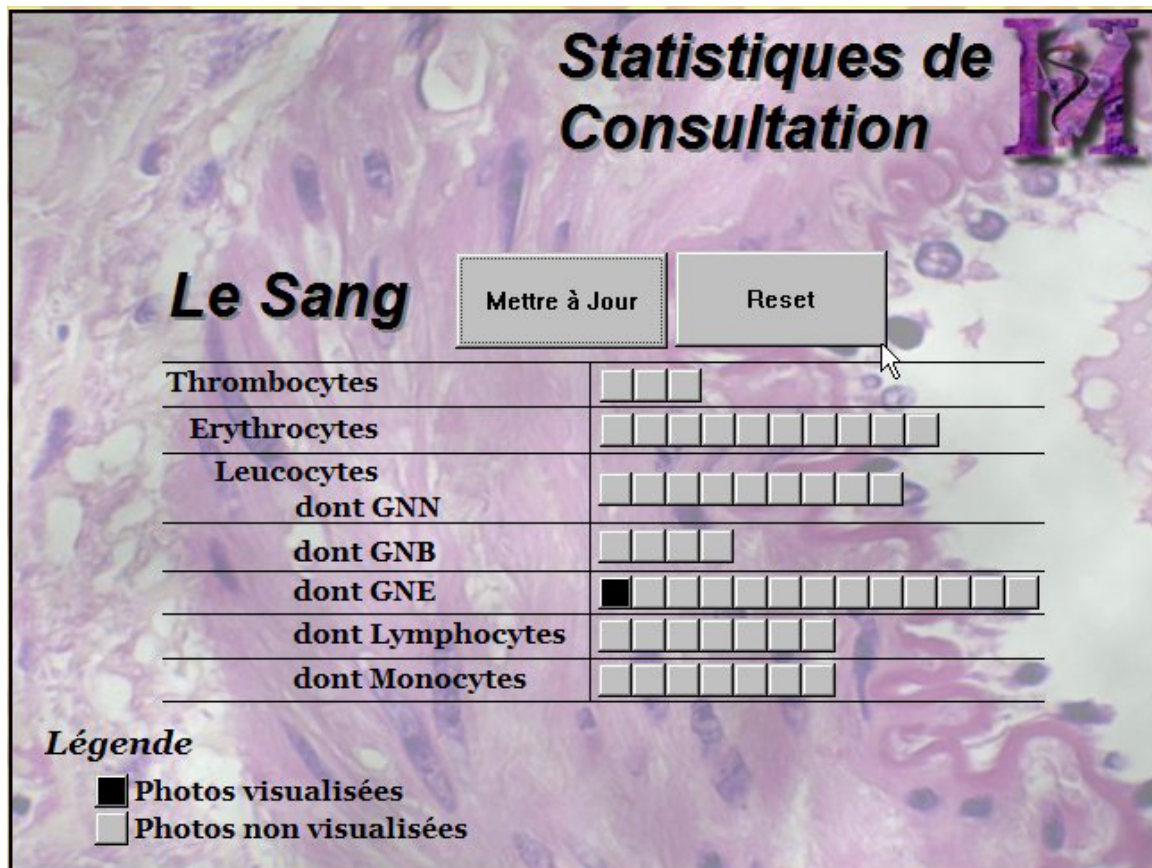 Statistiques de
Consultation
Le Sang
Mettre à Jour
Reset
Thrombocytes
Erythrocytes
Leucocytes
dont GNN
dont GNB
dont GNE
dont Lymphocytes
dont Monocytes
Légende
Photos visualisées
Photos non visualisées